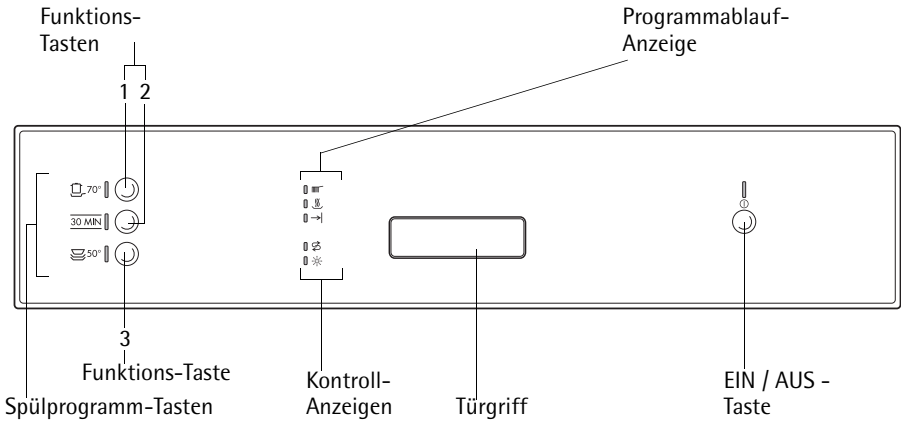 Funktions-
Tasten
Programmablauf-
Anzeige
1 2
70°
30 MIN
50°
3
Funktions-Taste
Spülprogramm-Tasten
Kontroll-
Anzeigen
Türgriff
EIN / AUS -
Taste